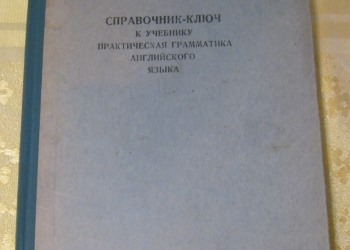 СПРАВОЧНИК-КЛЮЧ
К УЧЕБНИКУ
ПРАКТИЧЕСКАЯ ГРАММАТИКА
АНГЛИЙСКОГО
ЯЗЫКА